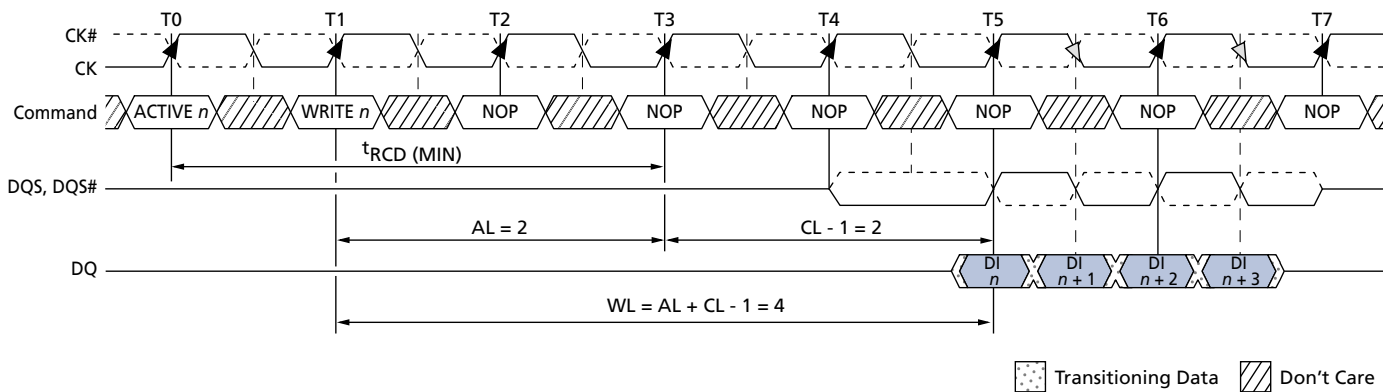 T0 T1 T2 T3 T4 T5 T6 T7
CK#
CK
Command ACTIVE n WRITE n NOP NOP NOP NOP NOP NOP
tRCD (MIN)
DQS, DQS#
AL = 2 CL - 1 = 2
DQ DI n DI n + 1 DI n + 2 DI n + 3
WL = AL + CL - 1 = 4
Transitioning Data Don't Care